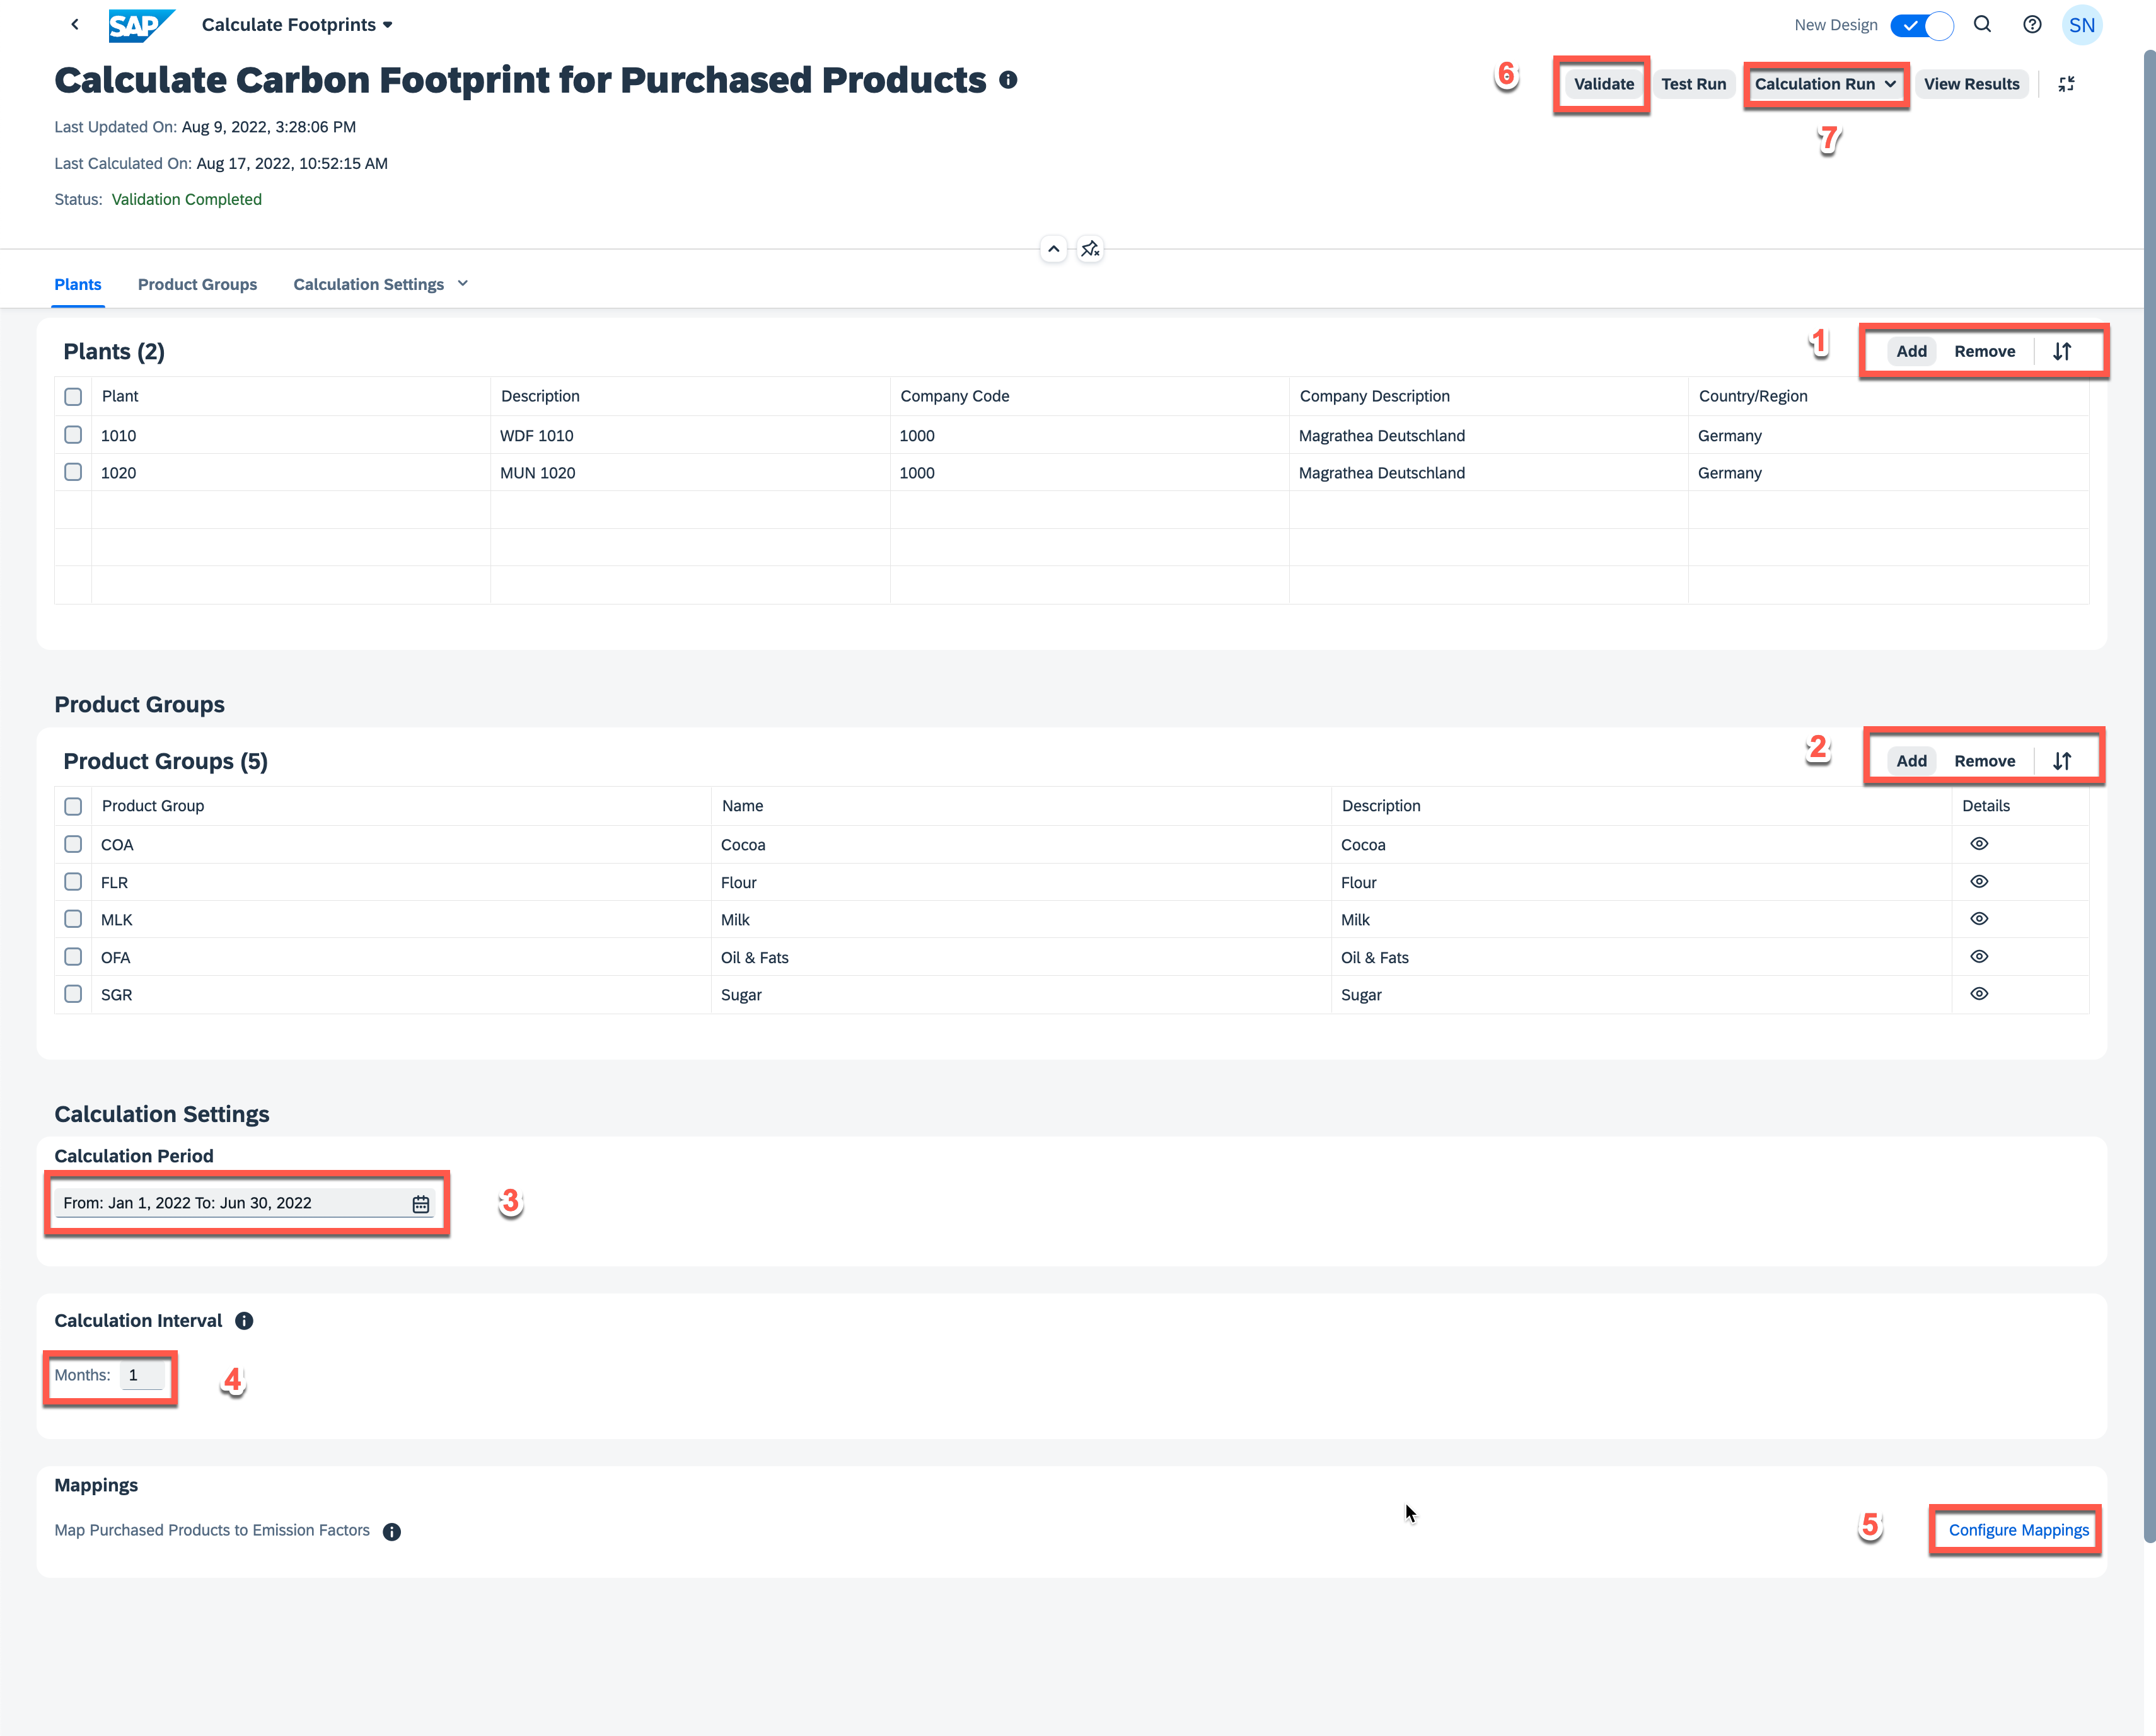 SAP Calculate Footprints New Design SN
Calculate Carbon Footprint for Purchased Products
6 Validate Test Run Calculation Run View Results
7
Last Updated On: Aug 9, 2022, 3:28:06 PM
Last Calculated On: Aug 17, 2022, 10:52:15 AM
Status: Validation Completed
Plants Product Groups Calculation Settings
Plants (2) 1 Add Remove
Plant Description Company Code Company Description Country/Region
1010 WDF 1010 1000 Magrathea Deutschland Germany
1020 MUN 1020 1000 Magrathea Deutschland Germany
Product Groups
Product Groups (5) 2 Add Remove
Product Group Name Description Details
COA Cocoa Cocoa
FLR Flour Flour
MLK Milk Milk
OFA Oil & Fats Oil & Fats
SGR Sugar Sugar
Calculation Settings
Calculation Period
From: Jan 1, 2022 To: Jun 30, 2022 3
Calculation Interval
Months: 1 4
Mappings
Map Purchased Products to Emission Factors 5 Configure Mappings